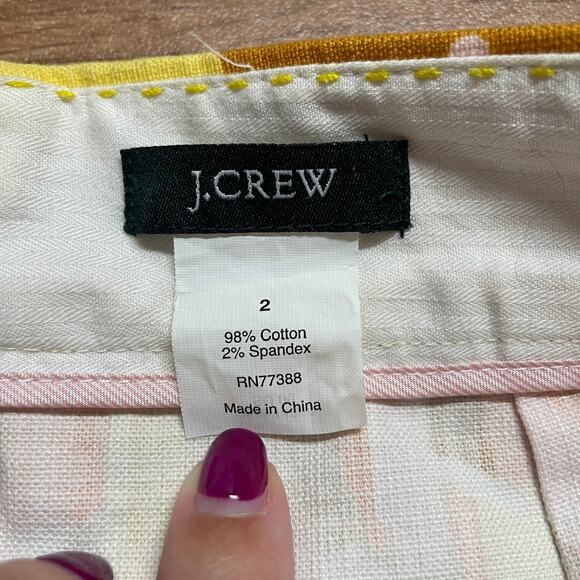 J.CREW
2
98% Cotton
2% Spandex
RN77388
Made in China